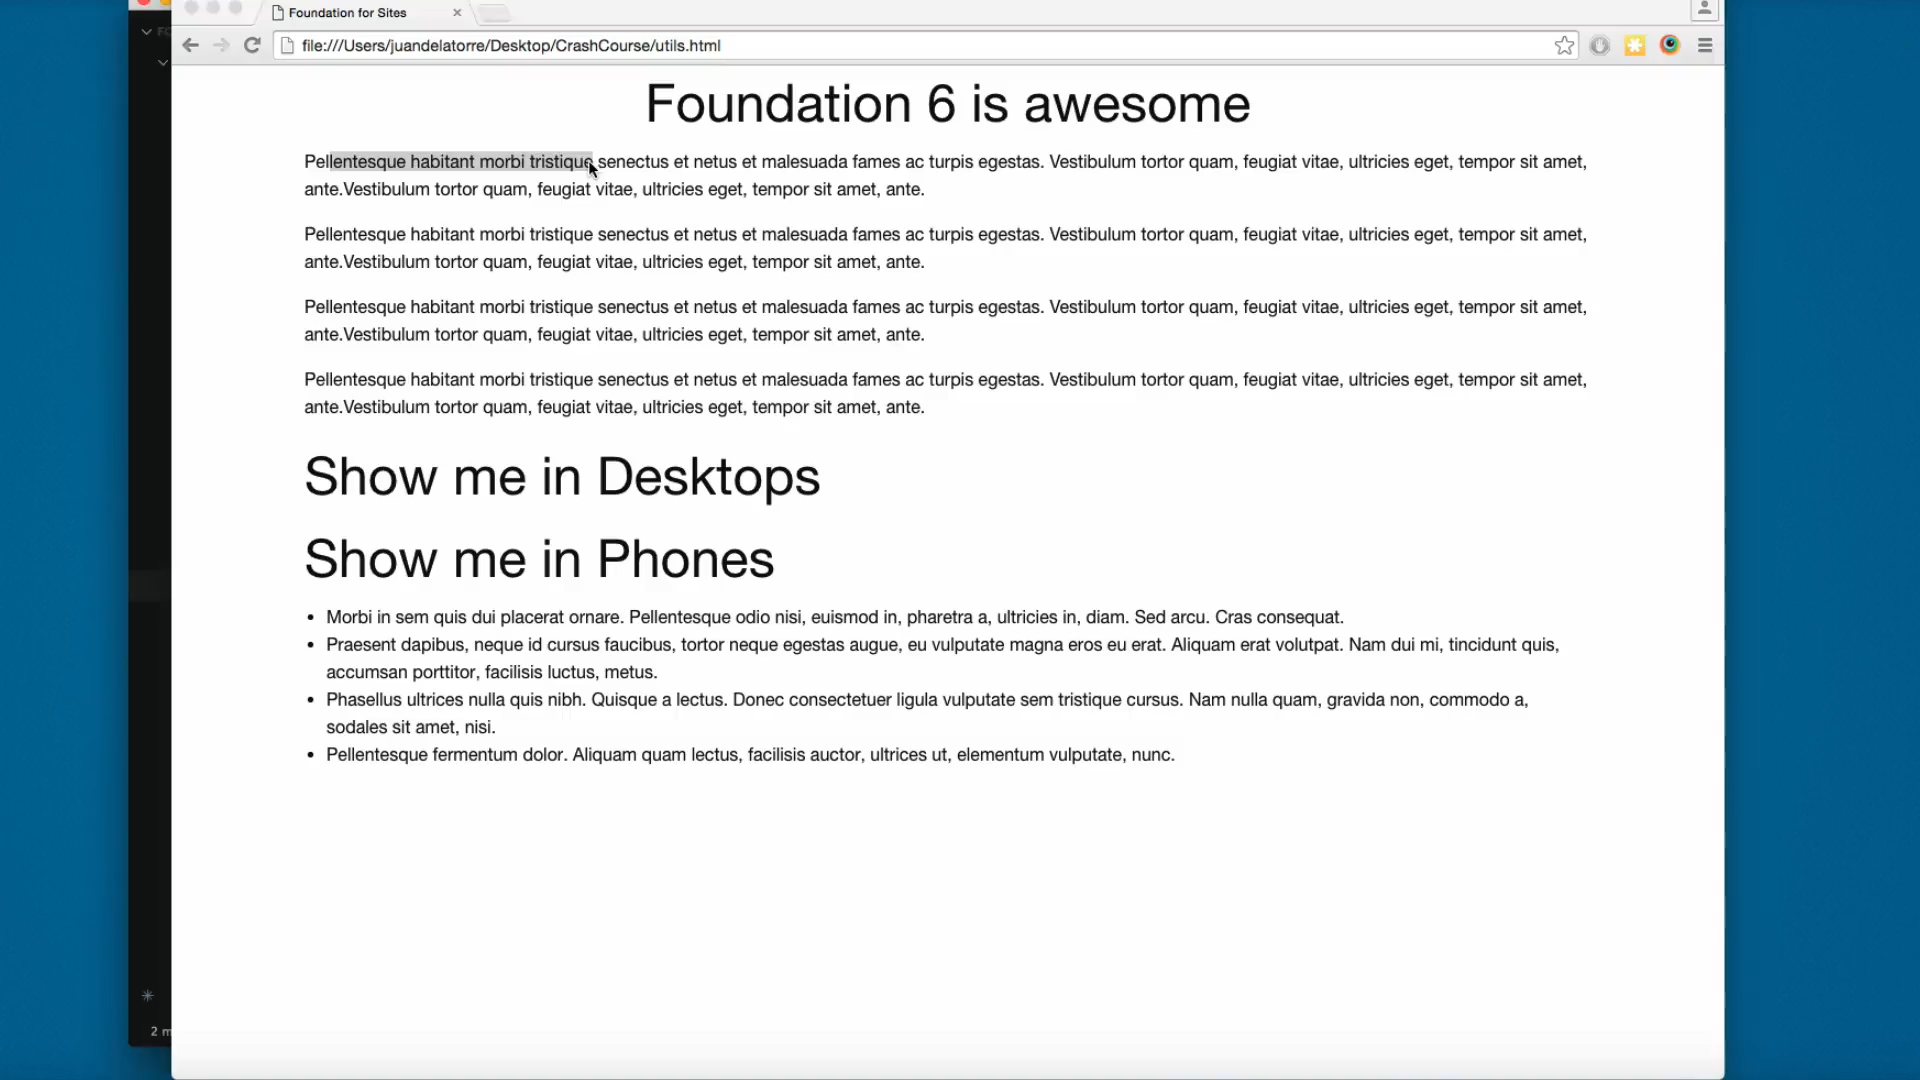 Foundation for Sites
file:///Users/juandelatorre/Desktop/CrashCourse/utils.html
Foundation 6 is awesome
Pellentesque habitant morbi tristique senectus et netus et malesuada fames ac turpis egestas. Vestibulum tortor quam, feugiat vitae, ultricies eget, tempor sit amet,
ante.Vestibulum tortor quam, feugiat vitae, ultricies eget, tempor sit amet, ante.
Pellentesque habitant morbi tristique senectus et netus et malesuada fames ac turpis egestas. Vestibulum tortor quam, feugiat vitae, ultricies eget, tempor sit amet,
ante.Vestibulum tortor quam, feugiat vitae, ultricies eget, tempor sit amet, ante.
Pellentesque habitant morbi tristique senectus et netus et malesuada fames ac turpis egestas. Vestibulum tortor quam, feugiat vitae, ultricies eget, tempor sit amet,
ante.Vestibulum tortor quam, feugiat vitae, ultricies eget, tempor sit amet, ante.
Pellentesque habitant morbi tristique senectus et netus et malesuada fames ac turpis egestas. Vestibulum tortor quam, feugiat vitae, ultricies eget, tempor sit amet,
ante.Vestibulum tortor quam, feugiat vitae, ultricies eget, tempor sit amet, ante.
Show me in Desktops
Show me in Phones
• Morbi in sem quis dui placerat ornare. Pellentesque odio nisi, euismod in, pharetra a, ultricies in, diam. Sed arcu. Cras consequat.
• Praesent dapibus, neque id cursus faucibus, tortor neque egestas augue, eu vulputate magna eros eu erat. Aliquam erat volutpat. Nam dui mi, tincidunt quis,
accumsan porttitor, facilisis luctus, metus.
• Phasellus ultrices nulla quis nibh. Quisque a lectus. Donec consectetuer ligula vulputate sem tristique cursus. Nam nulla quam, gravida non, commodo a,
sodales sit amet, nisi.
• Pellentesque fermentum dolor. Aliquam quam lectus, facilisis auctor, ultrices ut, elementum vulputate, nunc.
2 m